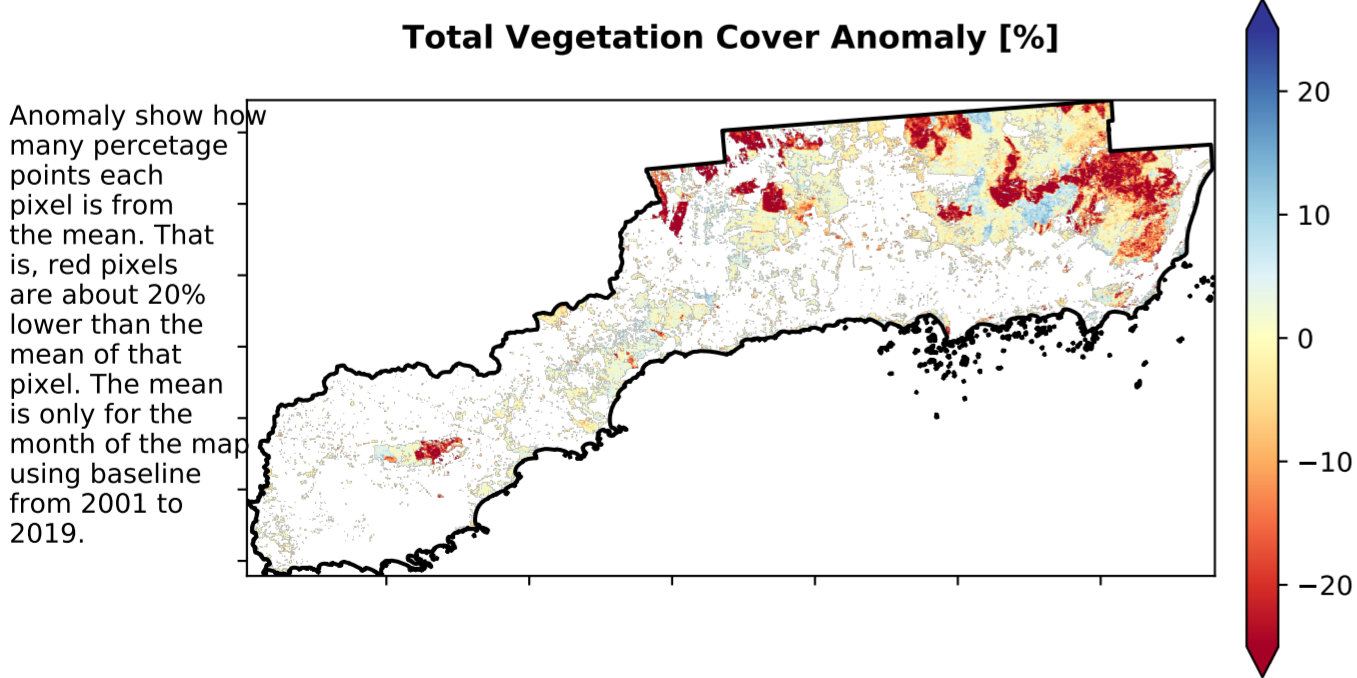 Total Vegetation Cover Anomaly [%]
Anomaly show how
many percetage
points each
pixel is from
the mean. That
is, red pixels
are about 20%
lower than the
mean of that
pixel. The mean
is only for the
month of the map
using baseline
from 2001 to
2019.
20
10
0
−10
−20